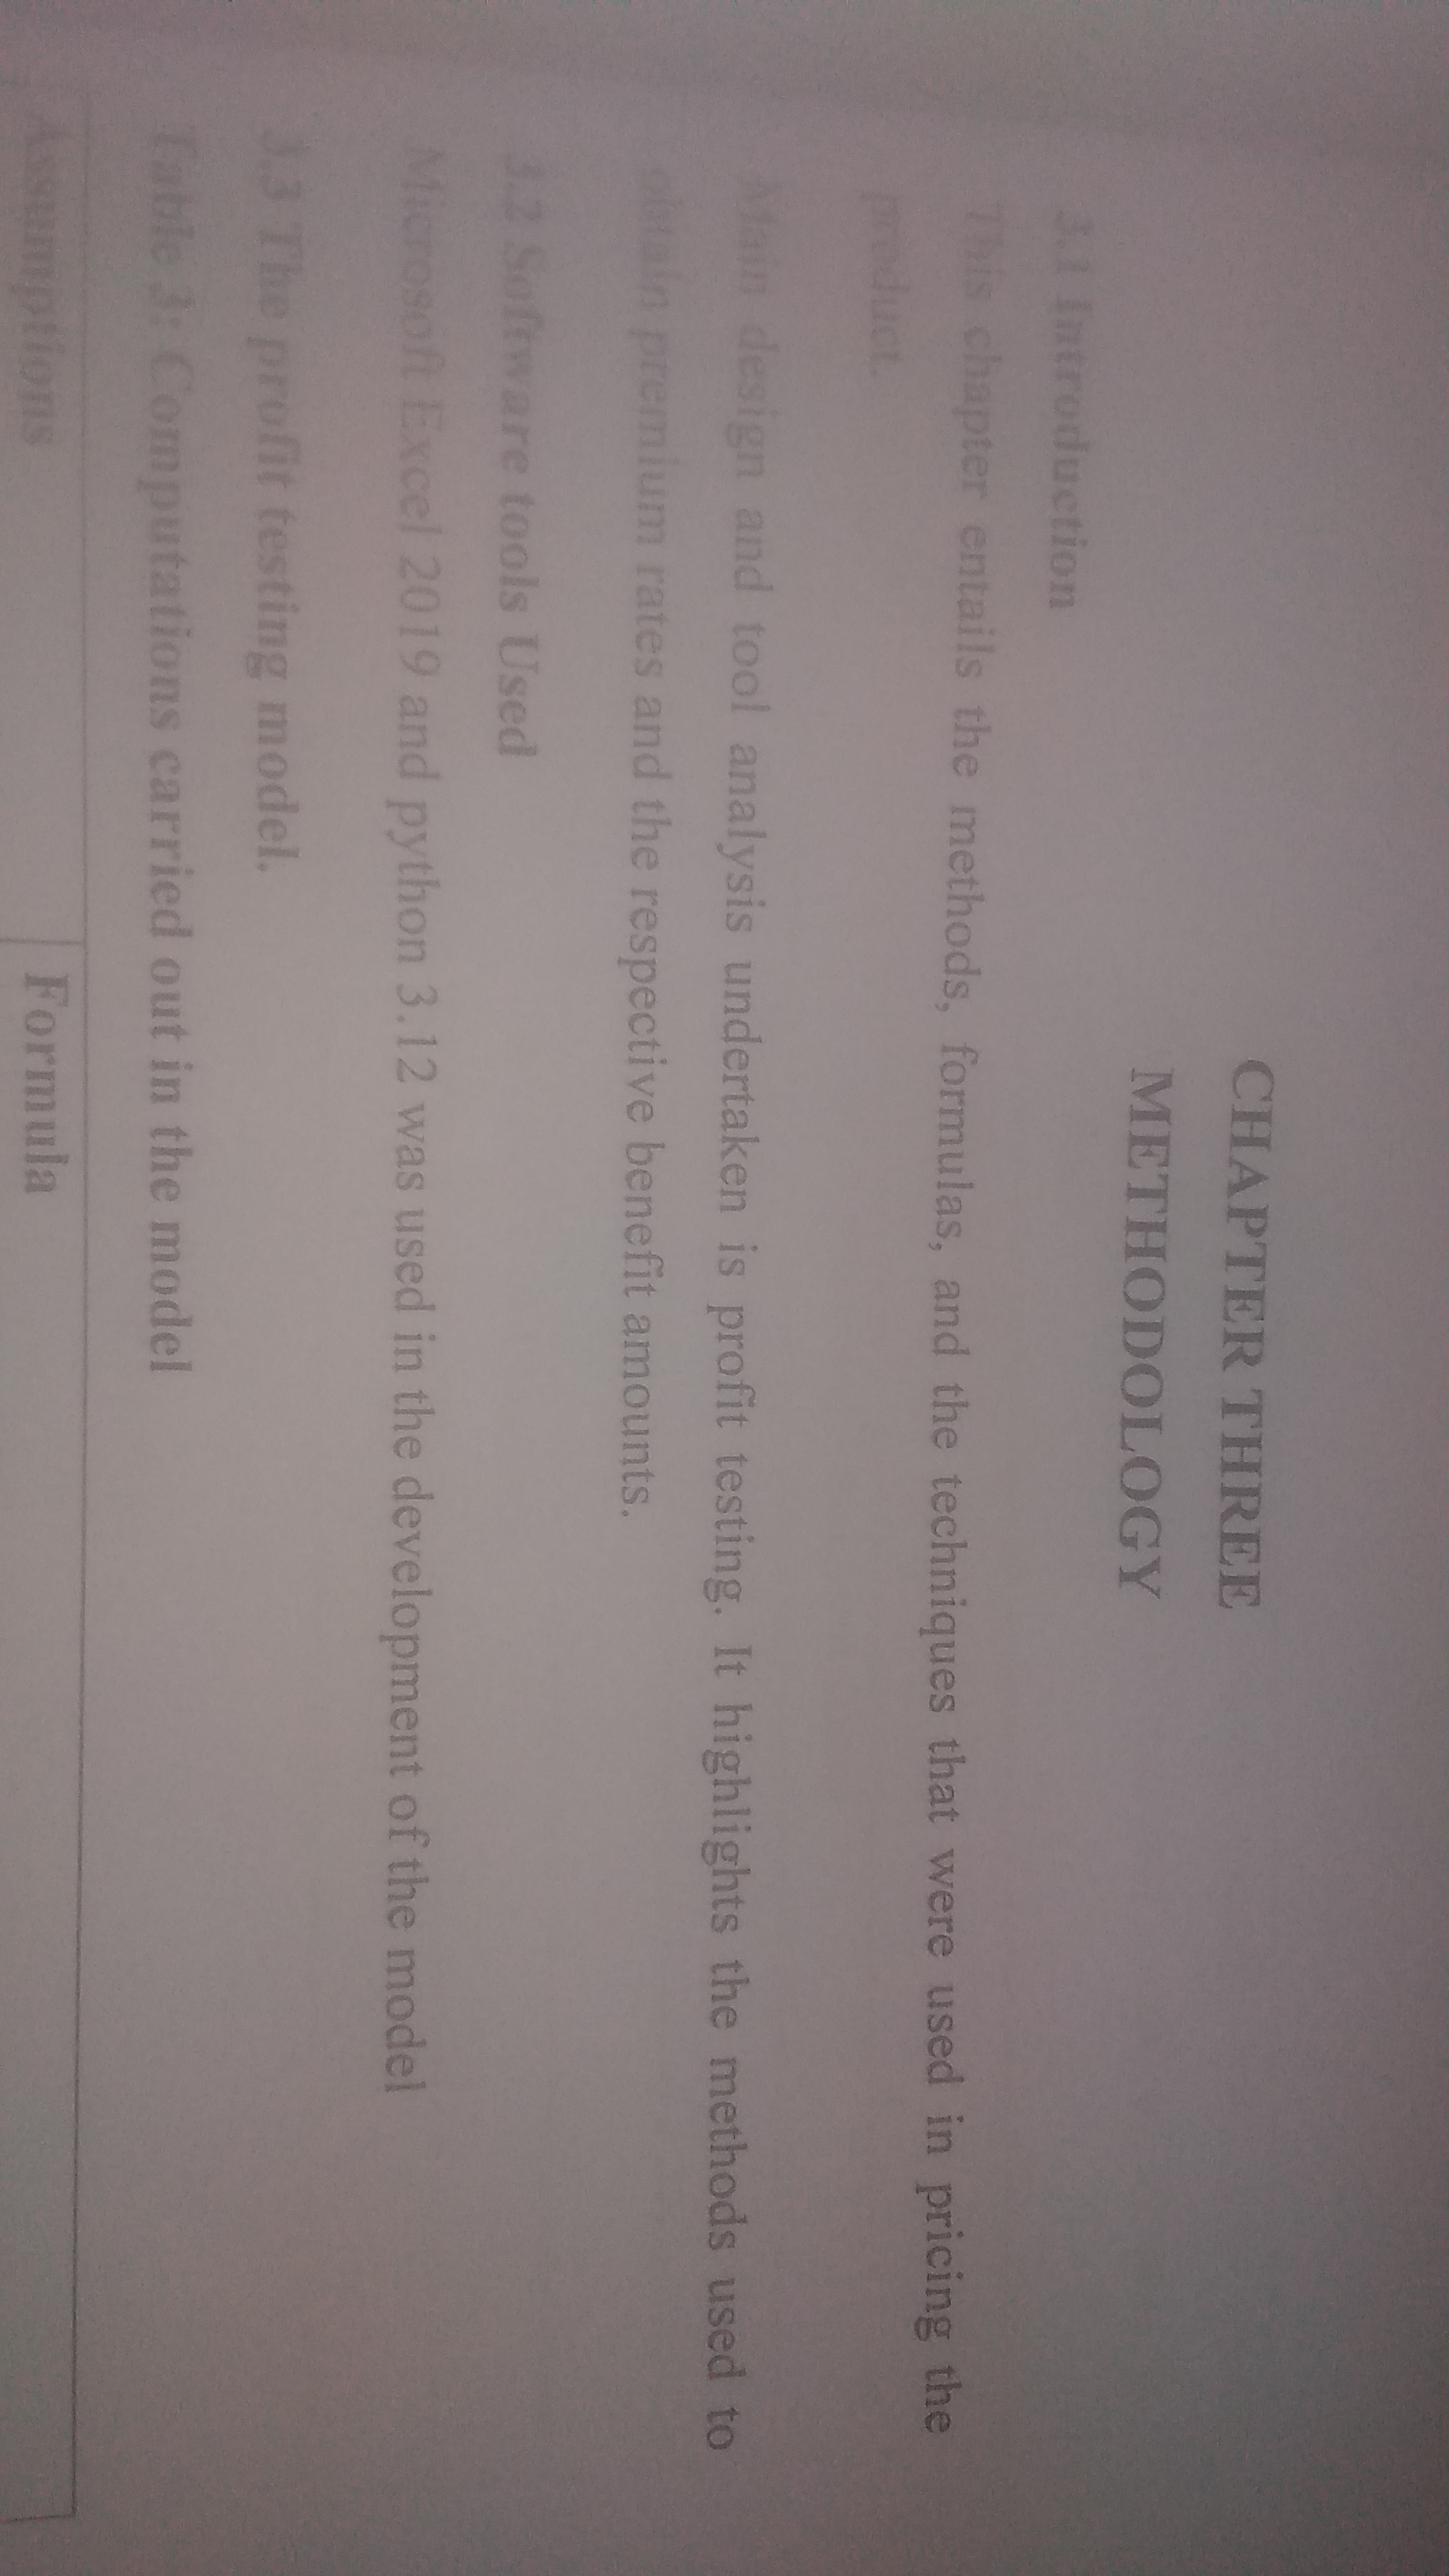 CHAPTER THREE
METHODOLOGY
3.1 Introduction
This chapter entails the methods, formulas, and the techniques that were used in pricing the
product.
Main design and tool analysis undertaken is profit testing. It highlights the methods used to
obtain premium rates and the respective benefit amounts.
3.2 Software tools Used
Microsoft Excel 2019 and python 3.12 was used in the development of the model
3.3 The profit testing model.
Table 3: Computations carried out in the model
Assumptions Formula